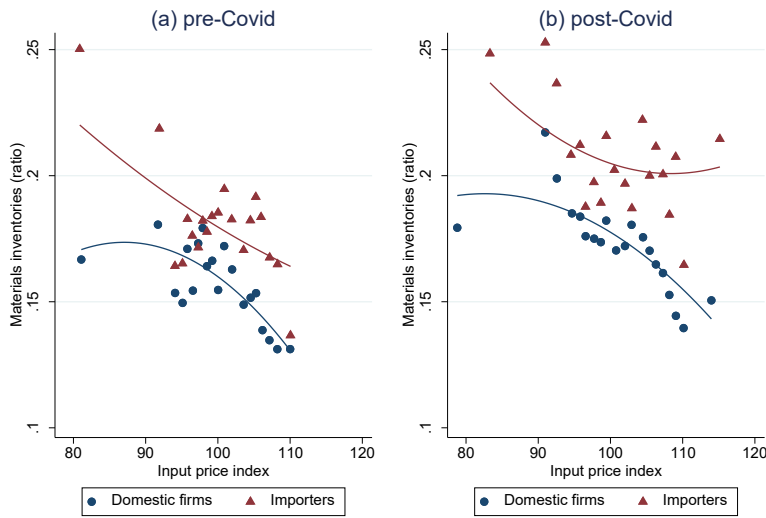 (a) pre-Covid
Materials inventories (ratio)
.25
.2
.15
.1
80 90 100 110 120
Input price index
Domestic firms Importers
(b) post-Covid
Materials inventories (ratio)
.25
.2
.15
.1
80 90 100 110 120
Input price index
Domestic firms Importers